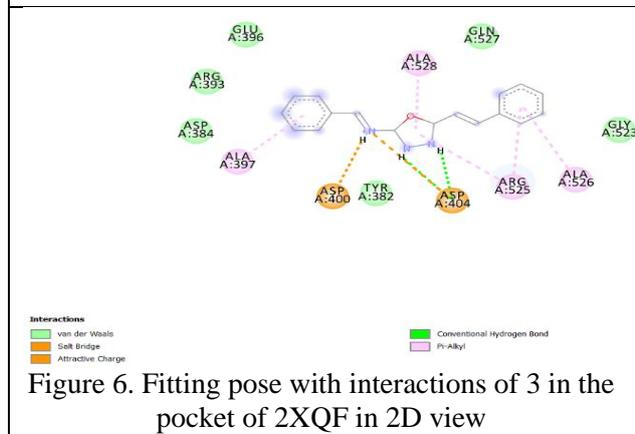 GLU
A:396
GLN
A:527
ALA
A:528
ARG
A:393
ASP
A:384
GLY
A:523
ALA
A:397
ASP
A:400
TYR
A:382
ASP
A:404
ARG
A:525
ALA
A:526
O
N
H
N
H
N
H
Interactions
van der Waals
Salt Bridge
Attractive Charge
Conventional Hydrogen Bond
Pi-Alkyl
Figure 6. Fitting pose with interactions of 3 in the
pocket of 2XQF in 2D view